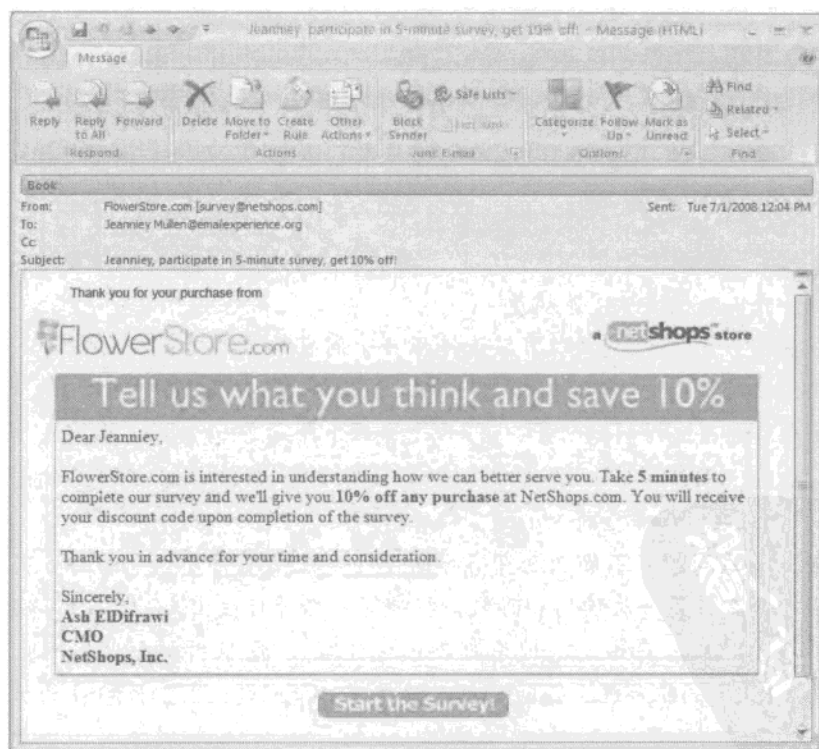 Jeanniey, participate in 5-minute survey, get 10% off! - Message (HTML)
Message
Reply Reply to All Forward Delete Move to Folder Create Rule Other Actions Block Sender Safe Lists Categorize Follow Up Mark as Unread Find Related Select
Respond Actions Junk E-mail Options Find
Book
From: FlowerStore.com [survey@netshops.com] Sent: Tue 7/1/2008 12:04 PM
To: Jeanniey Mullen@emailexperience.org
Cc:
Subject: Jeanniey, participate in 5-minute survey, get 10% off!
Thank you for your purchase from
FlowerStore.com a netshops store
Tell us what you think and save 10%
Dear Jeanniey,
FlowerStore.com is interested in understanding how we can better serve you. Take 5 minutes to
complete our survey and we'll give you 10% off any purchase at NetShops.com. You will receive
your discount code upon completion of the survey.
Thank you in advance for your time and consideration.
Sincerely,
Ash ElDifrawi
CMO
NetShops, Inc.
Start the Survey!